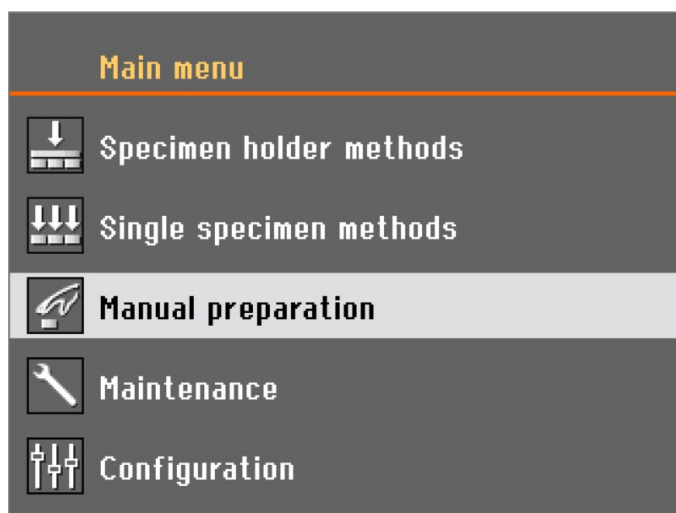 Main menu
Specimen holder methods
Single specimen methods
Manual preparation
Maintenance
Configuration